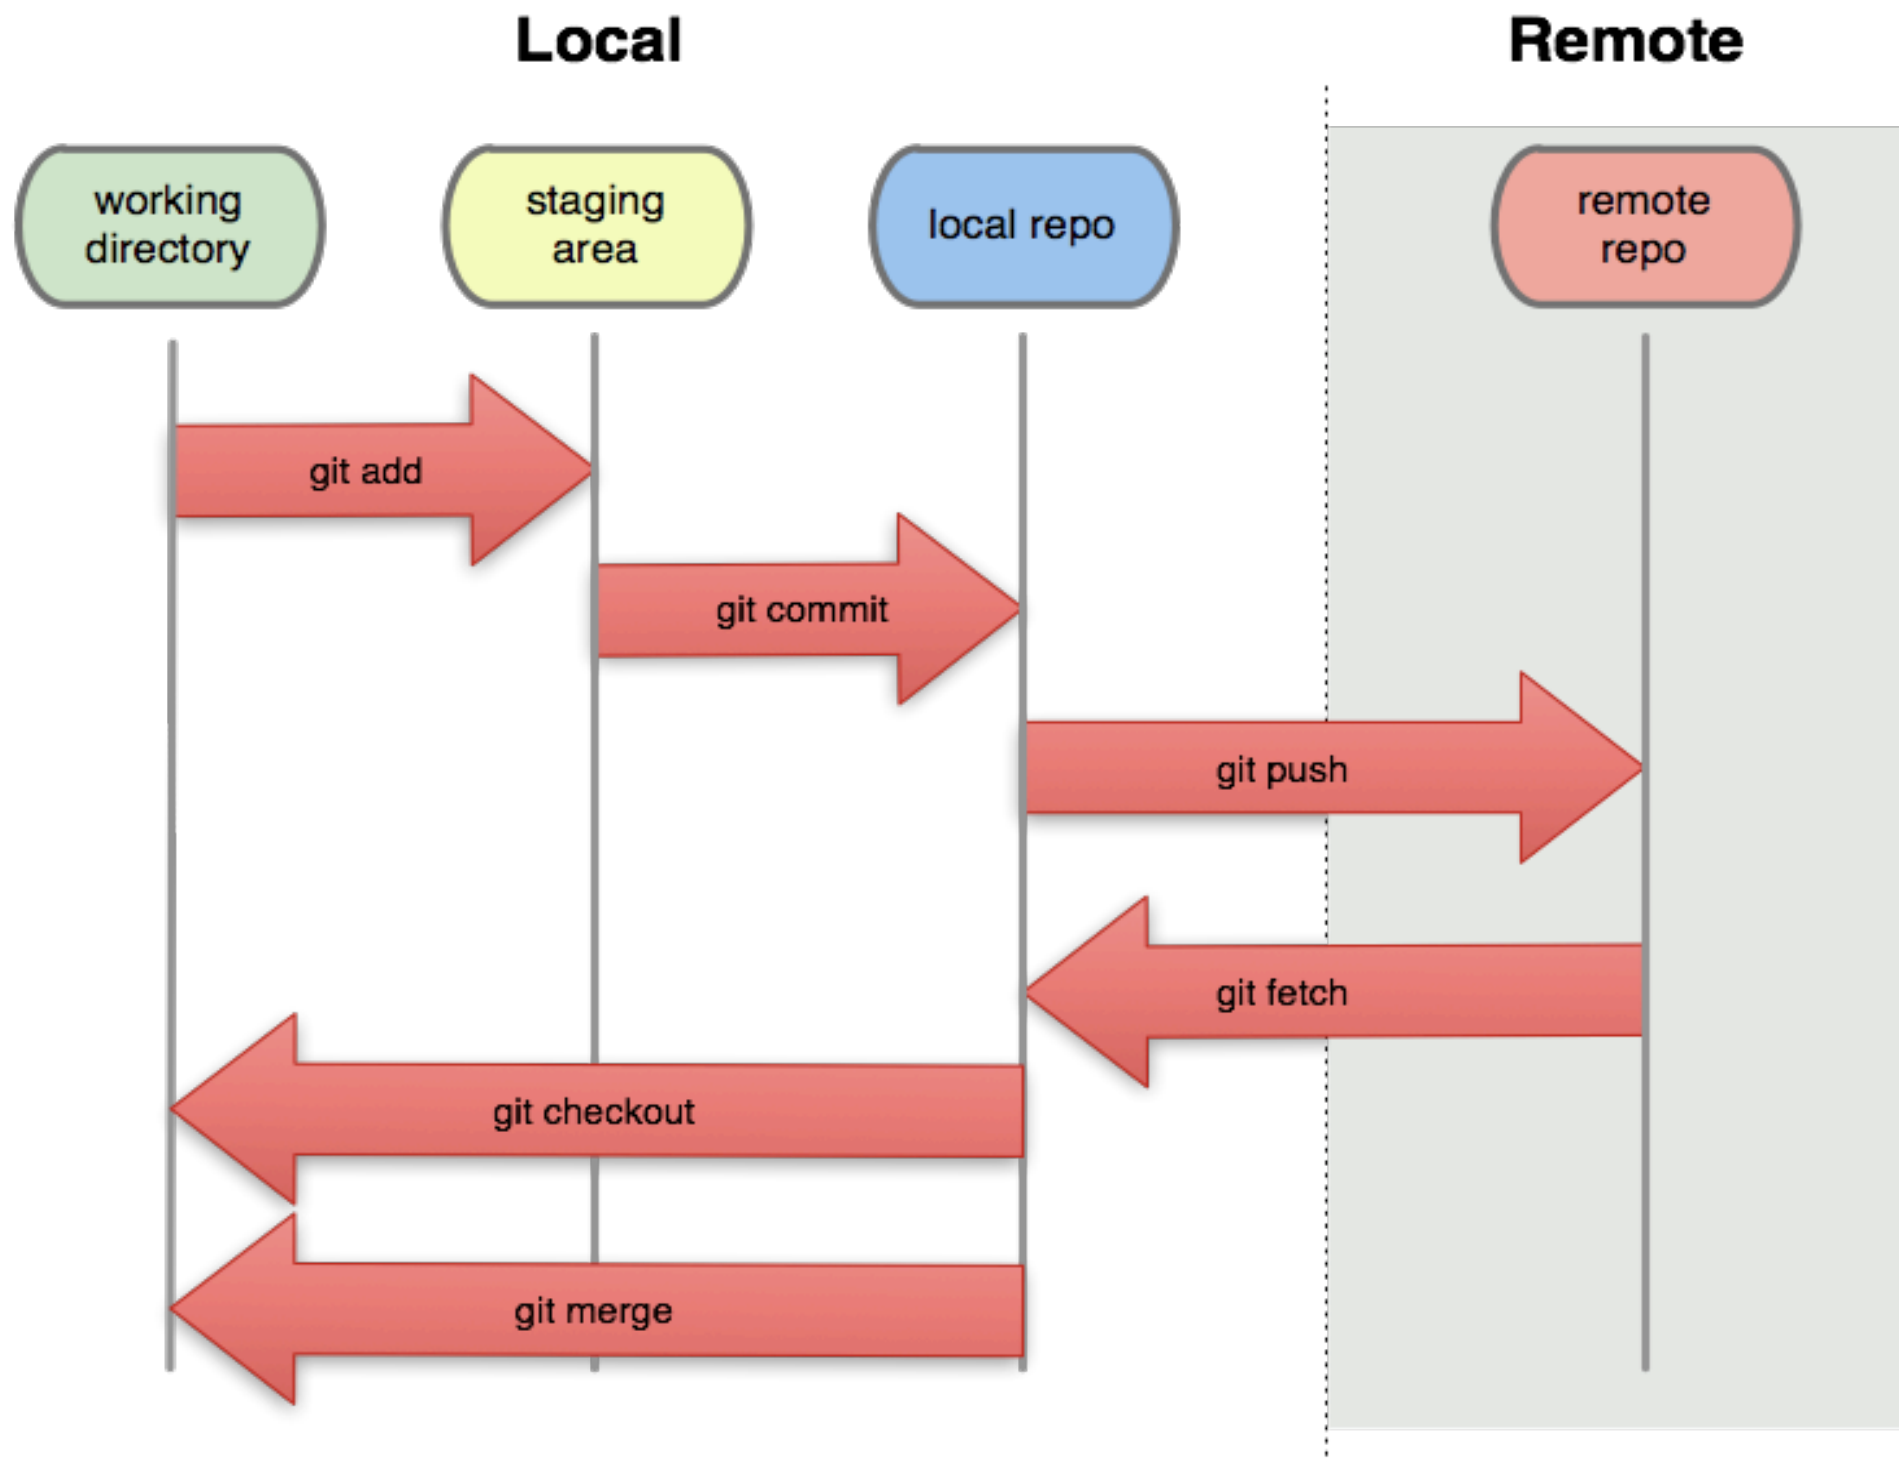 Local
Remote
working
directory
staging
area
local repo
remote
repo
git add
git commit
git push
git fetch
git checkout
git merge